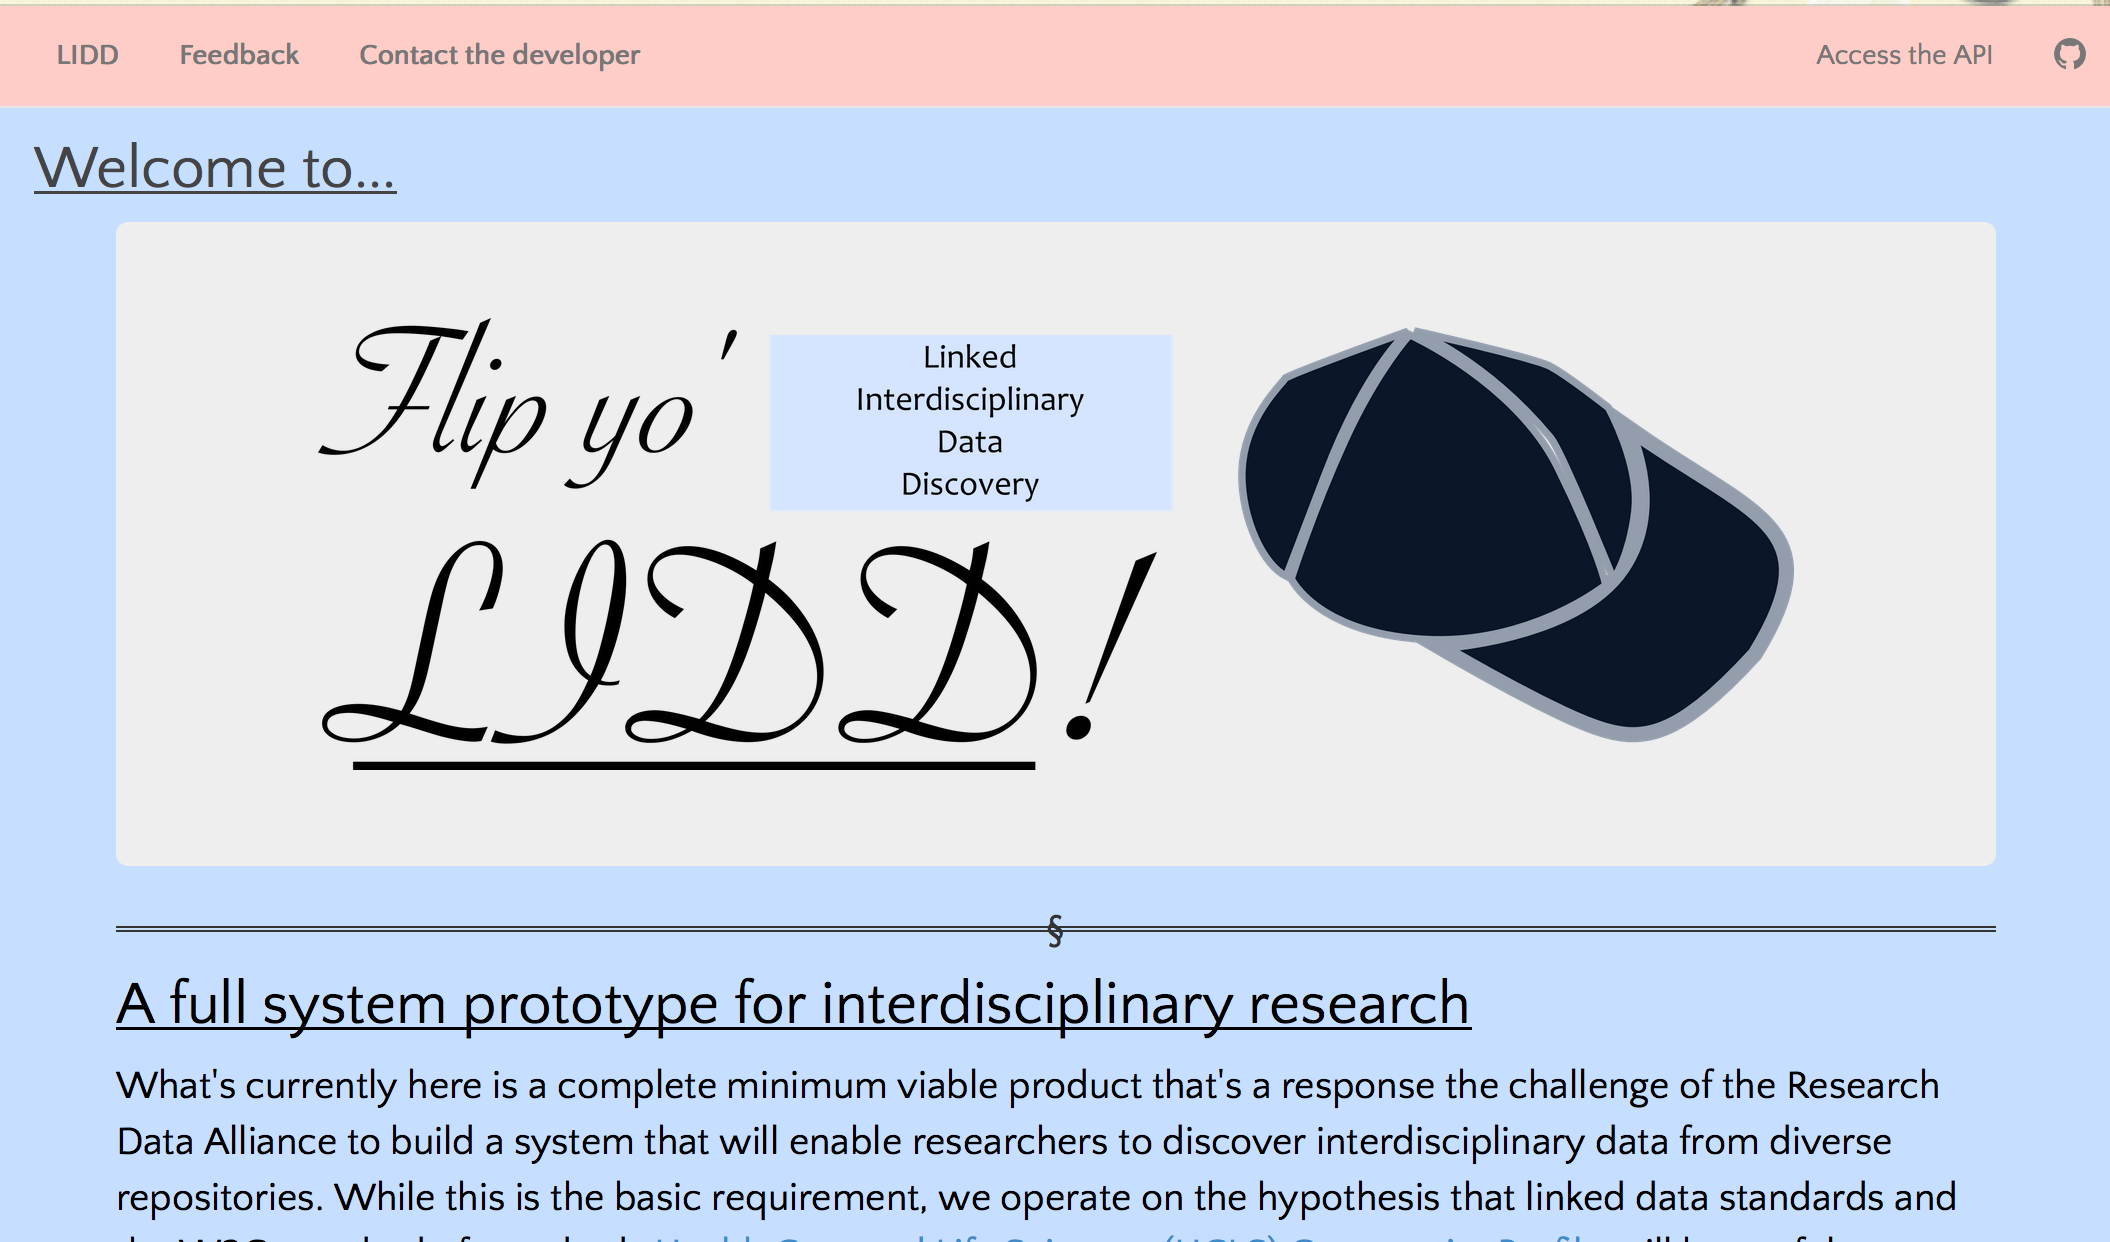 LIDD Feedback Contact the developer Access the API
Welcome to...
Flip yo'
Linked
Interdisciplinary
Data
Discovery
LIDD!
§
A full system prototype for interdisciplinary research
What's currently here is a complete minimum viable product that's a response the challenge of the Research
Data Alliance to build a system that will enable researchers to discover interdisciplinary data from diverse
repositories. While this is the basic requirement, we operate on the hypothesis that linked data standards and